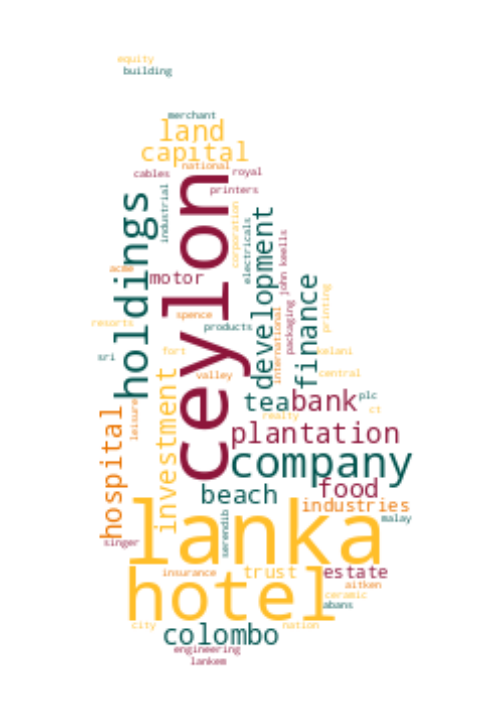 equity
building
merchant
land
capital
national
cables
royal
printers
industrial
holdings
ceylon
corporation
electricals
development
john keells
acme
motor
finance
packaging
international
printing
resorts
spence
products
sri
fort
kelani
valley
central
investment
tea
bank
plc
ct
realty
leisure
hospital
plantation
company
beach
food
industries
malay
lanka
serendib
singer
insurance
trust
estate
aitken
hotel
ceramic
abans
city
colombo
nation
engineering
lankem